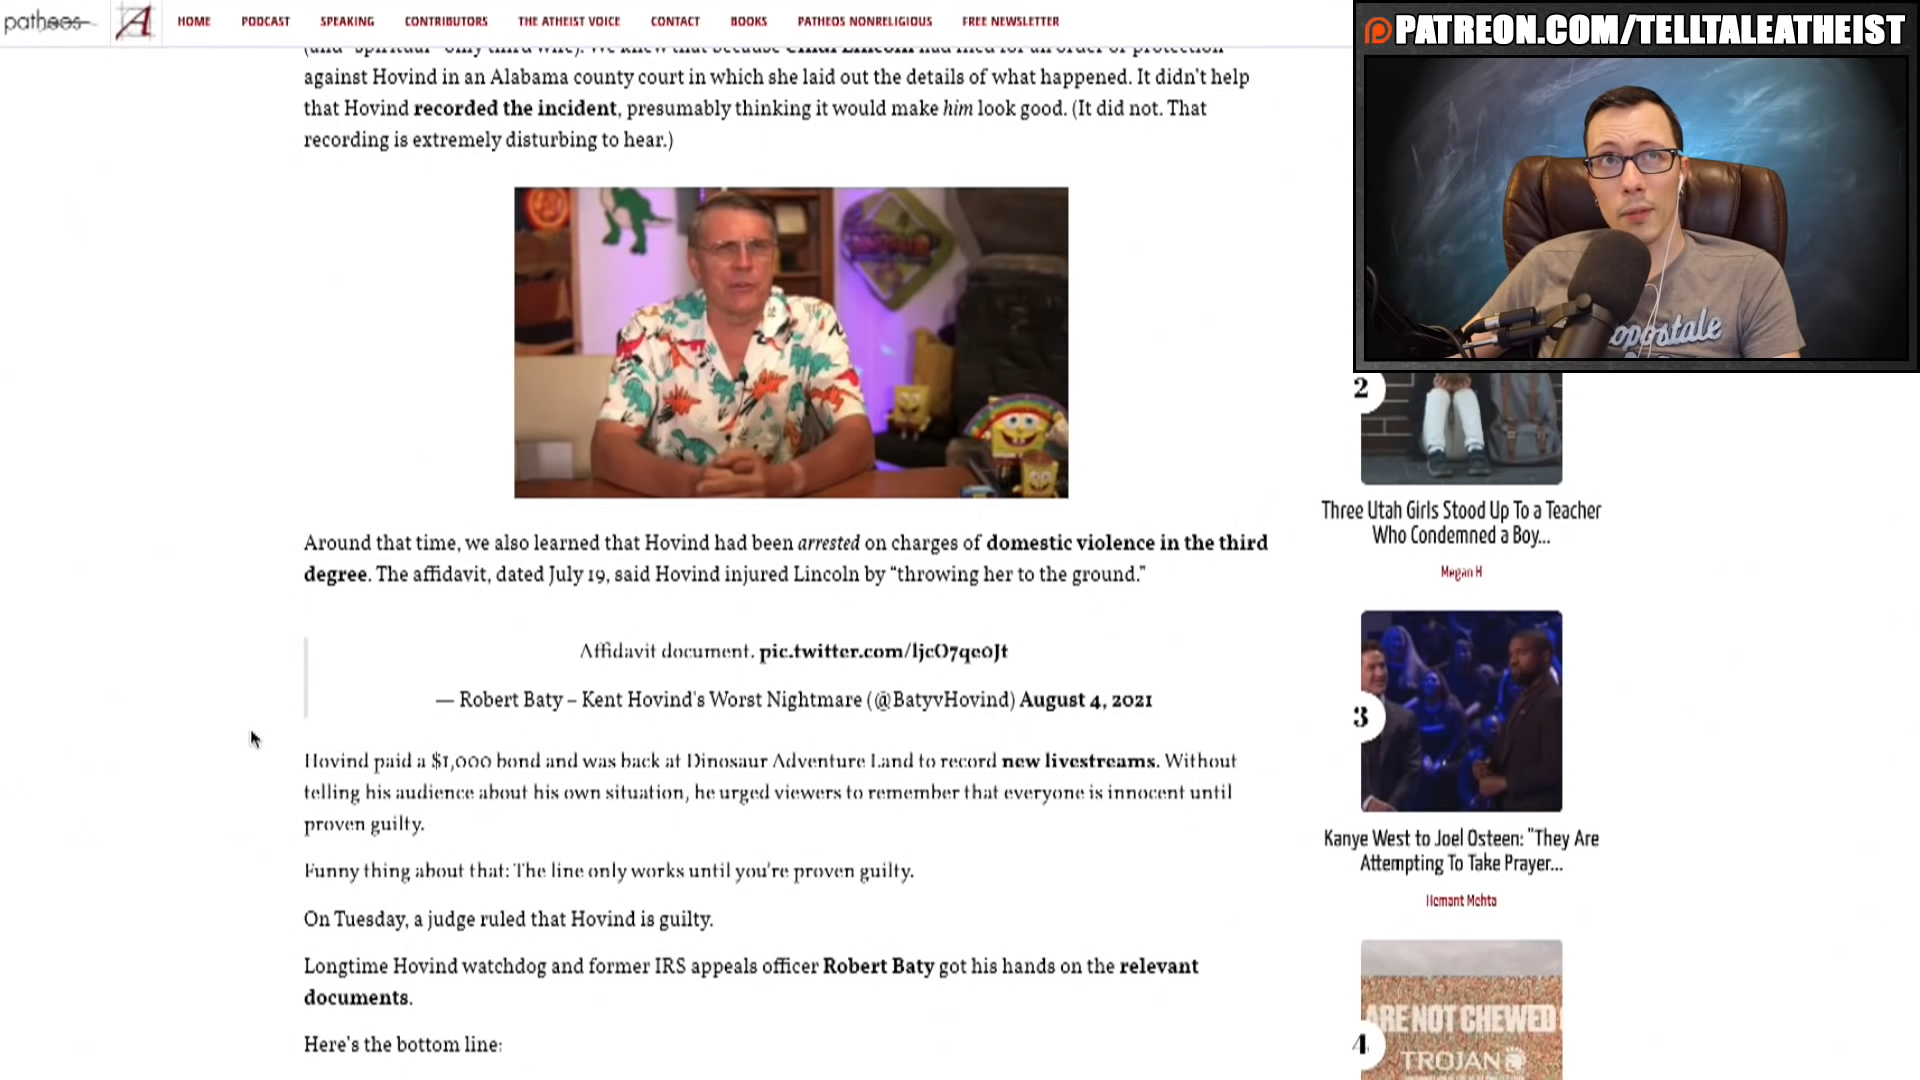 patheos
A
HOME PODCAST SPEAKING CONTRIBUTORS THE ATHEIST VOICE CONTACT BOOKS PATHEOS NONRELIGIOUS FREE NEWSLETTER
PATREON.COM/TELLTALEATHEIST
(and "spiritual" only third wife). We knew that because Cindi Lincoln had filed for an order of protection
against Hovind in an Alabama county court in which she laid out the details of what happened. It didn't help
that Hovind recorded the incident, presumably thinking it would make him look good. (It did not. That
recording is extremely disturbing to hear.)
Around that time, we also learned that Hovind had been arrested on charges of domestic violence in the third
degree. The affidavit, dated July 19, said Hovind injured Lincoln by “throwing her to the ground.”
Affidavit document. pic.twitter.com/ljcO7qe0Jt
— Robert Baty – Kent Hovind's Worst Nightmare (@BatyvHovind) August 4, 2021
Hovind paid a $1,000 bond and was back at Dinosaur Adventure Land to record new livestreams. Without
telling his audience about his own situation, he urged viewers to remember that everyone is innocent until
proven guilty.
Funny thing about that: The line only works until you're proven guilty.
On Tuesday, a judge ruled that Hovind is guilty.
Longtime Hovind watchdog and former IRS appeals officer Robert Baty got his hands on the relevant
documents.
Here's the bottom line:
2
Three Utah Girls Stood Up To a Teacher
Who Condemned a Boy...
Megan H
3
Kanye West to Joel Osteen: "They Are
Attempting To Take Prayer...
Hemant Mehta
4
ARE NOT CHEWED
TROJAN